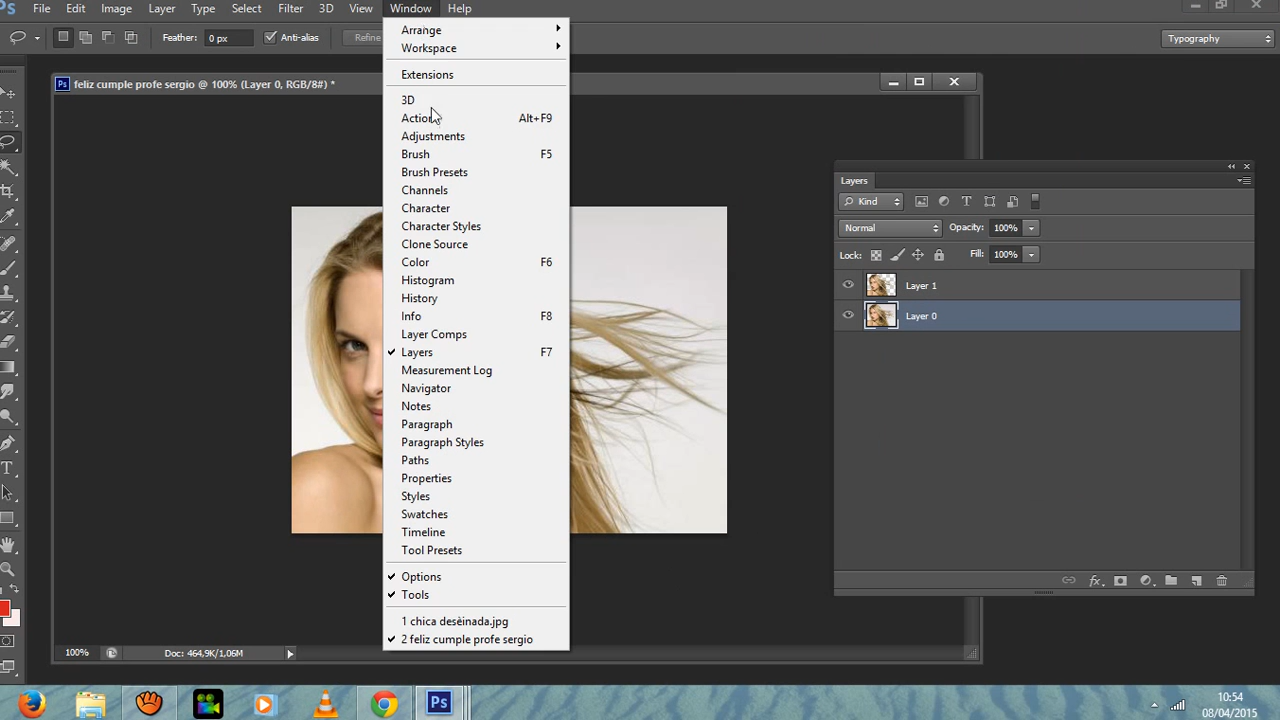 Ps File Edit Image Layer Type Select Filter 3D View Window Help
Feather: 0 px Anti-alias Refine Typography
Ps feliz cumple profe sergio @ 100% (Layer 0, RGB/8#) *
Arrange
Workspace
Extensions
3D
Actions Alt+F9
Adjustments
Brush F5
Brush Presets
Channels
Character
Character Styles
Clone Source
Color F6
Histogram
History
Info F8
Layer Comps
Layers F7
Measurement Log
Navigator
Notes
Paragraph
Paragraph Styles
Paths
Properties
Styles
Swatches
Timeline
Tool Presets
Options
Tools
1 chica deseinada.jpg
2 feliz cumple profe sergio
Layers
Kind
Normal Opacity: 100%
Lock: Fill: 100%
Layer 1
Layer 0
100% Doc: 464,9K/1,06M
Ps
10:54
08/04/2015